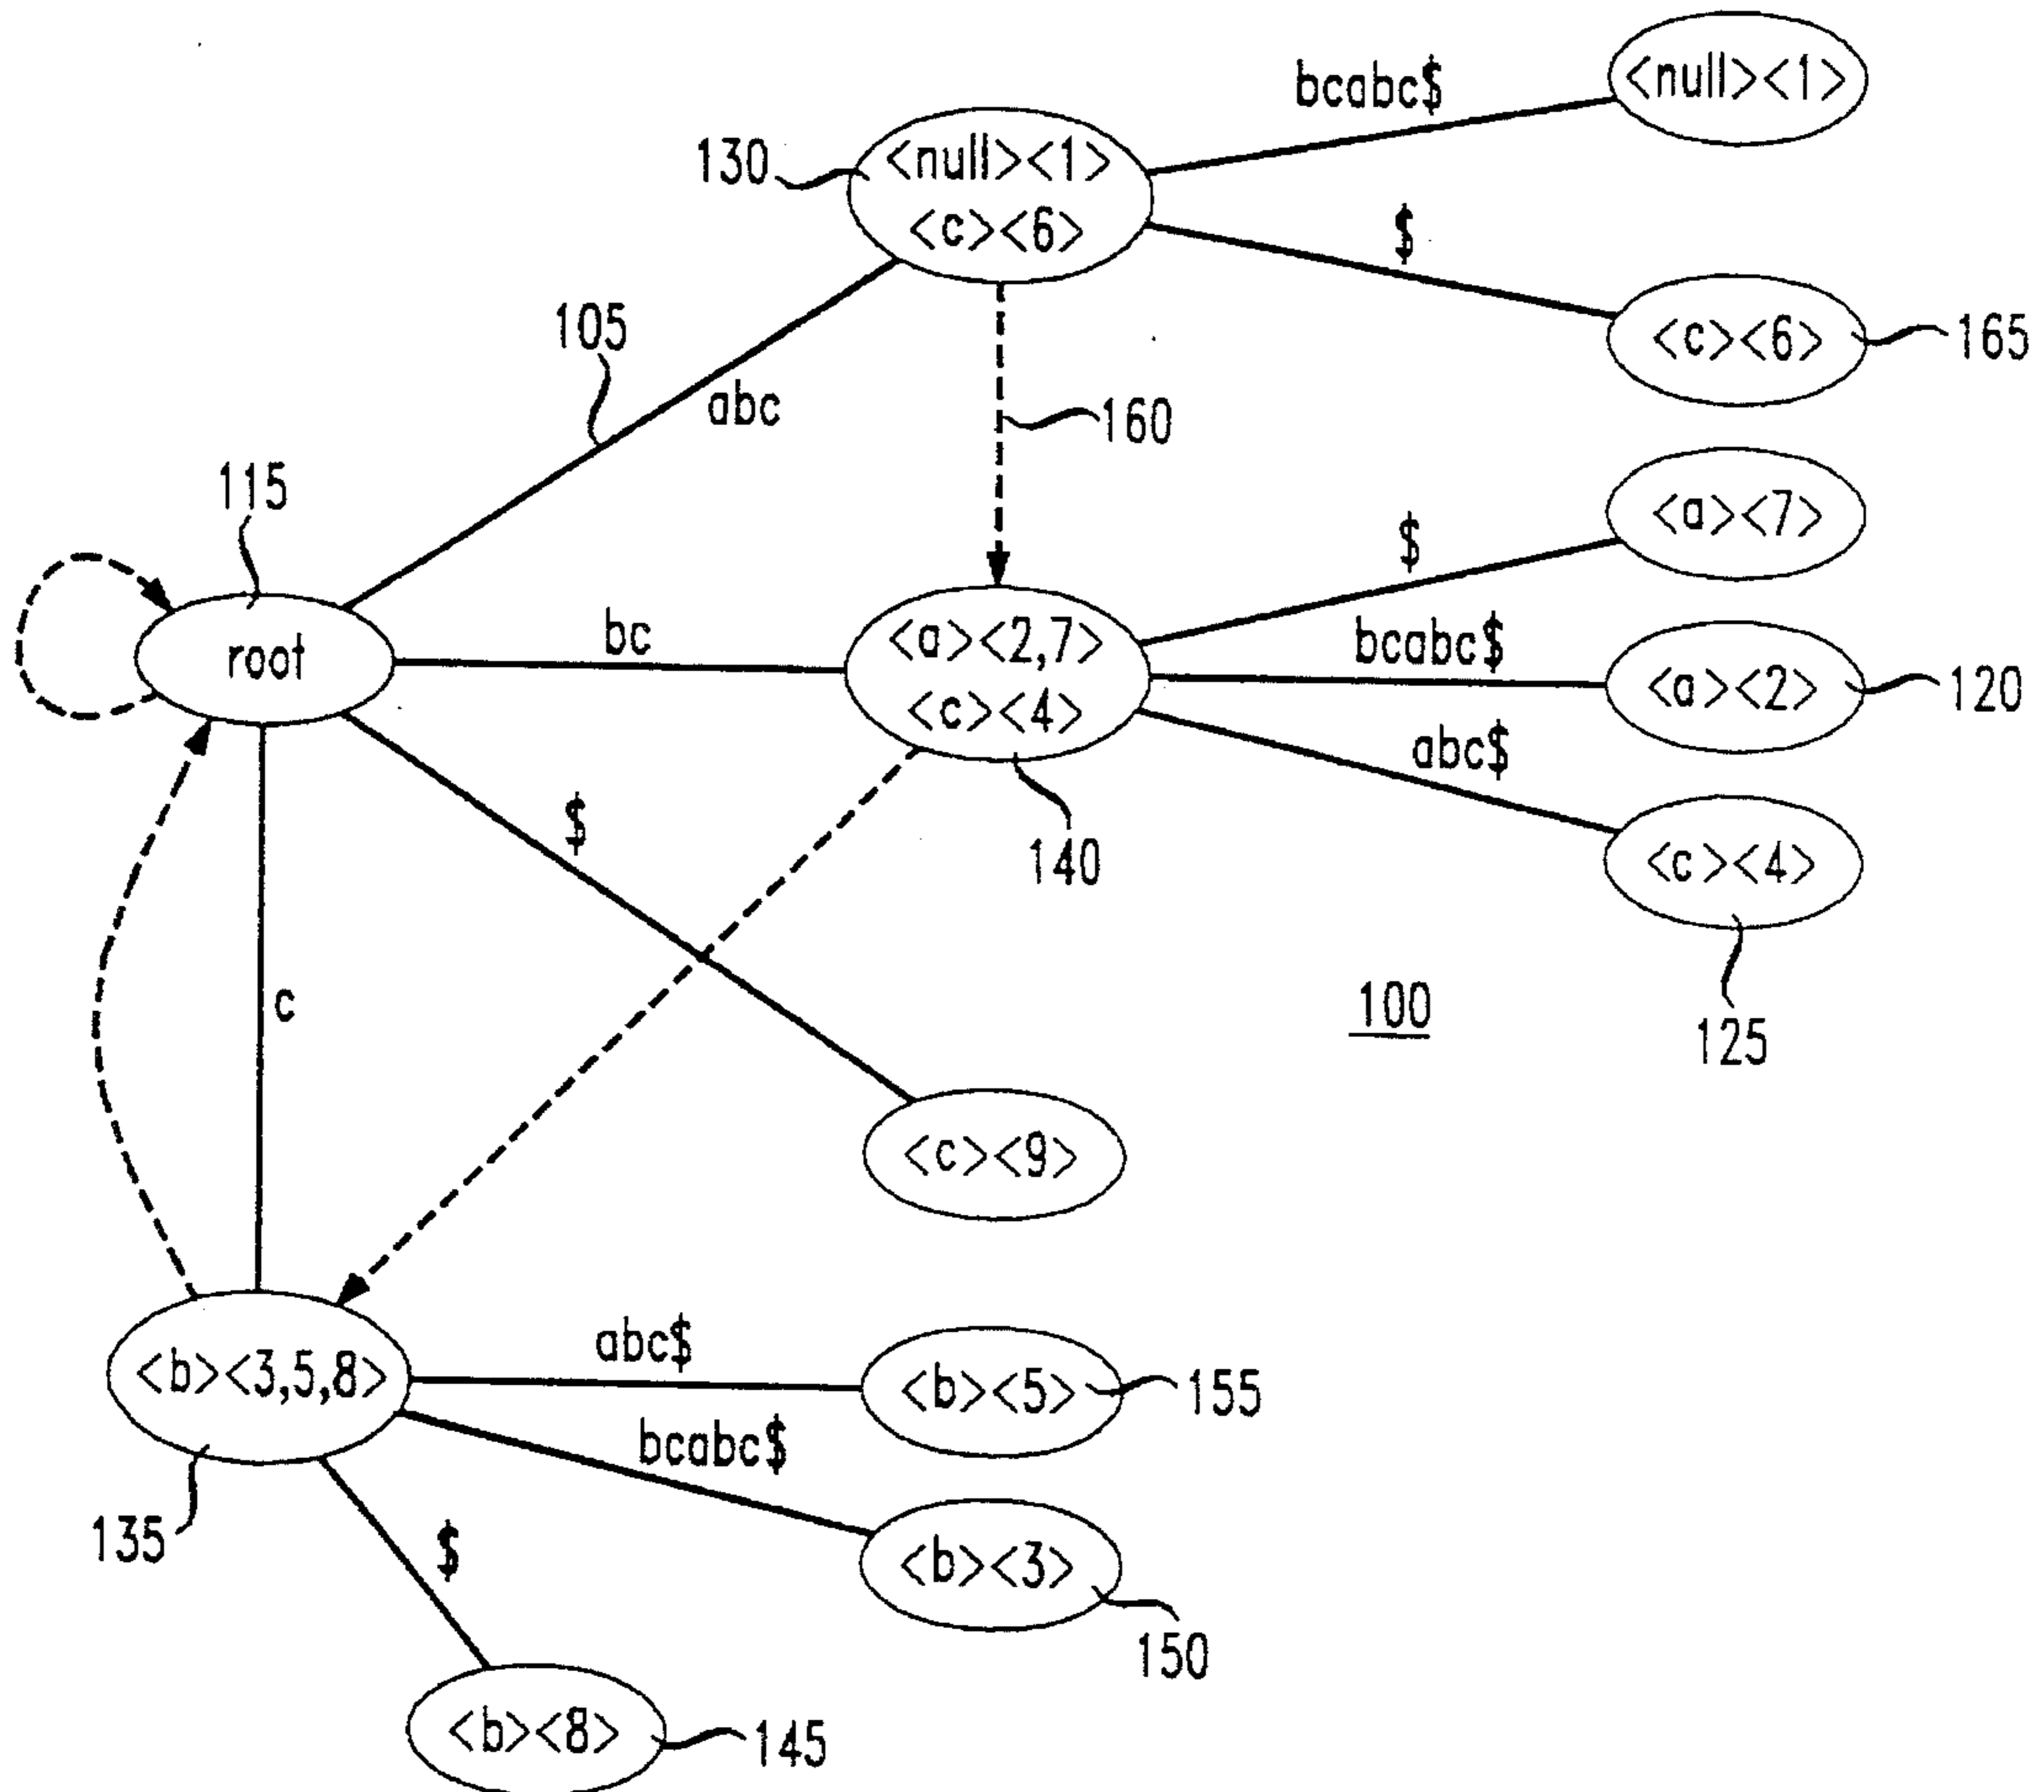 bcabc$
<null><1>
130
<null><1>
<c><6>
$
105
abc
<c><6>
165
160
115
<a><7>
$
root
bc
<a><2,7>
<c><4>
bcabc$
<a><2>
120
abc$
$
140
<c><4>
c
100
125
<c><9>
<b><3,5,8>
abc$
<b><5>
155
bcabc$
135
$
<b><3>
150
<b><8>
145